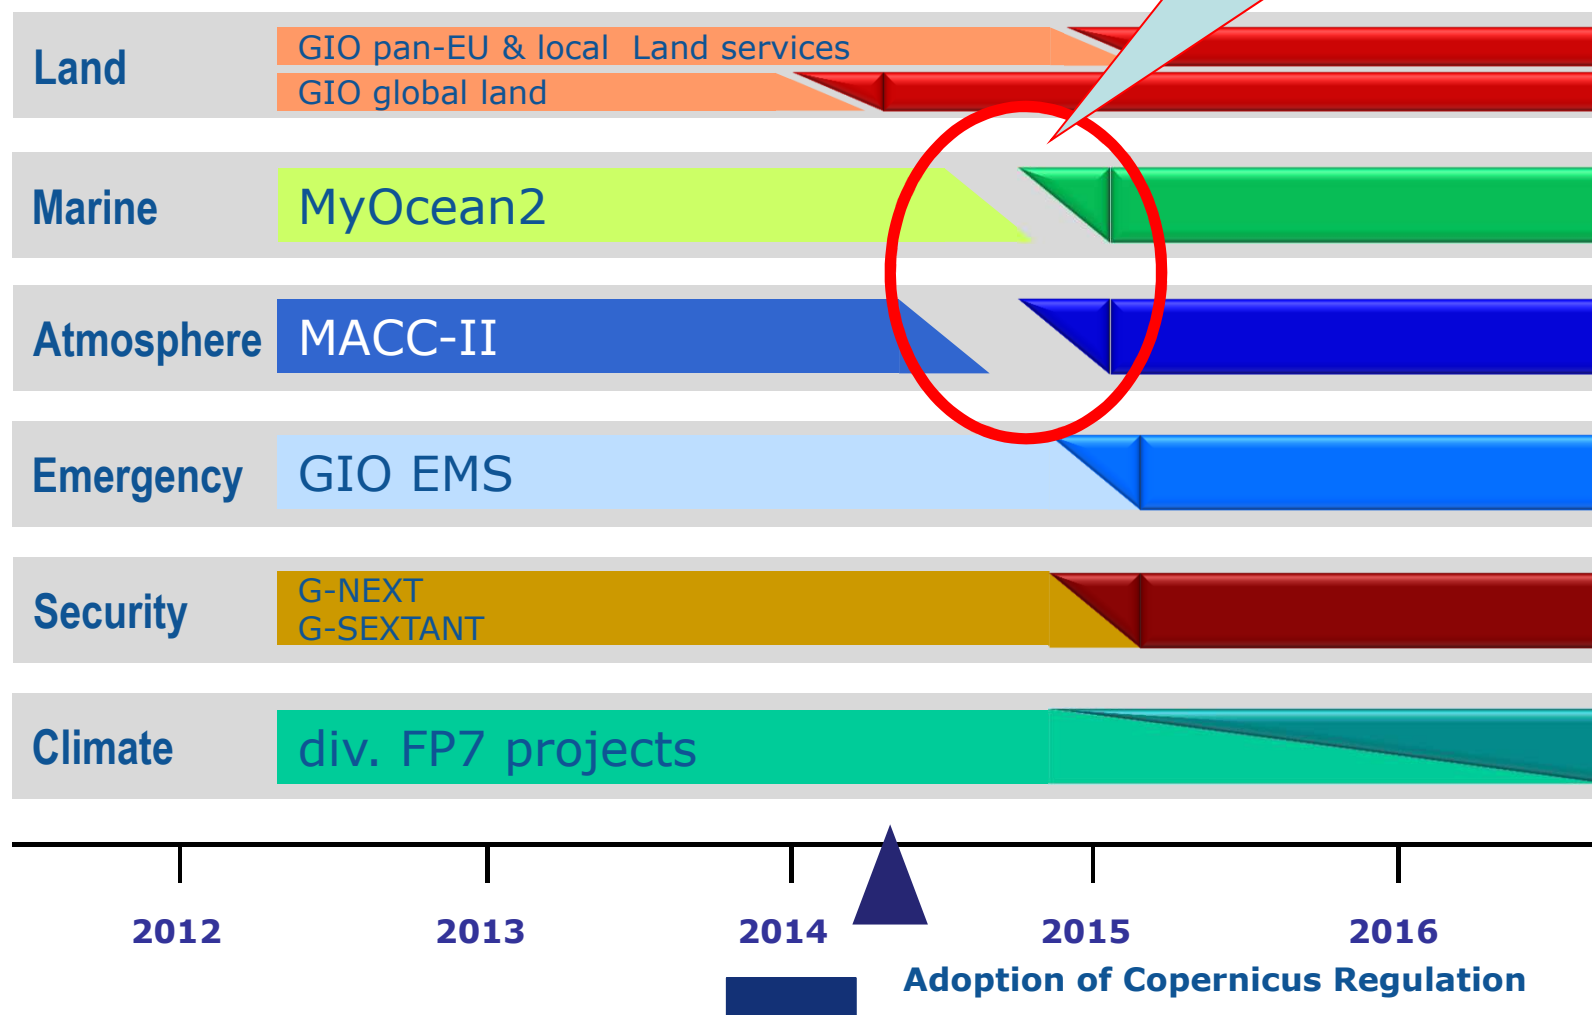 Land
GIO pan-EU & local Land services
GIO global land
Marine
MyOcean2
Atmosphere
MACC-II
Emergency
GIO EMS
Security
G-NEXT
G-SEXTANT
Climate
div. FP7 projects
2012 2013 2014 2015 2016
Adoption of Copernicus Regulation